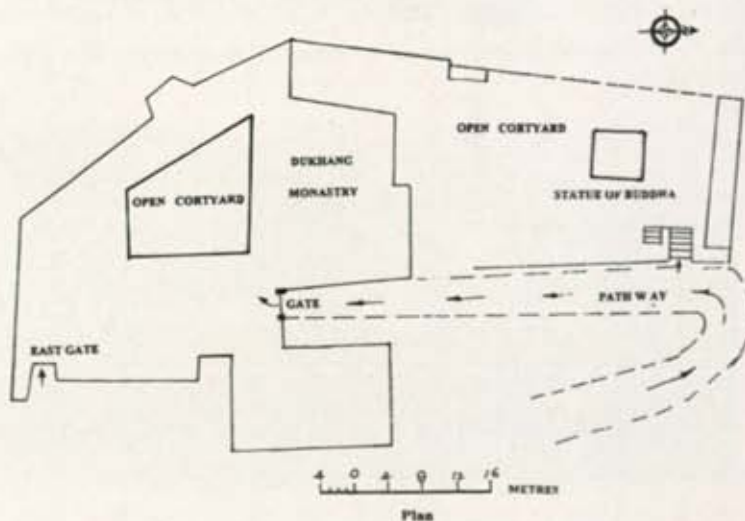 OPEN CORTYARD
DUKHANG
MONASTRY
OPEN CORTYARD
STATUE OF BUDDHA
GATE
PATH WAY
EAST GATE
4 0 4 8 12 16
METRES
Plan